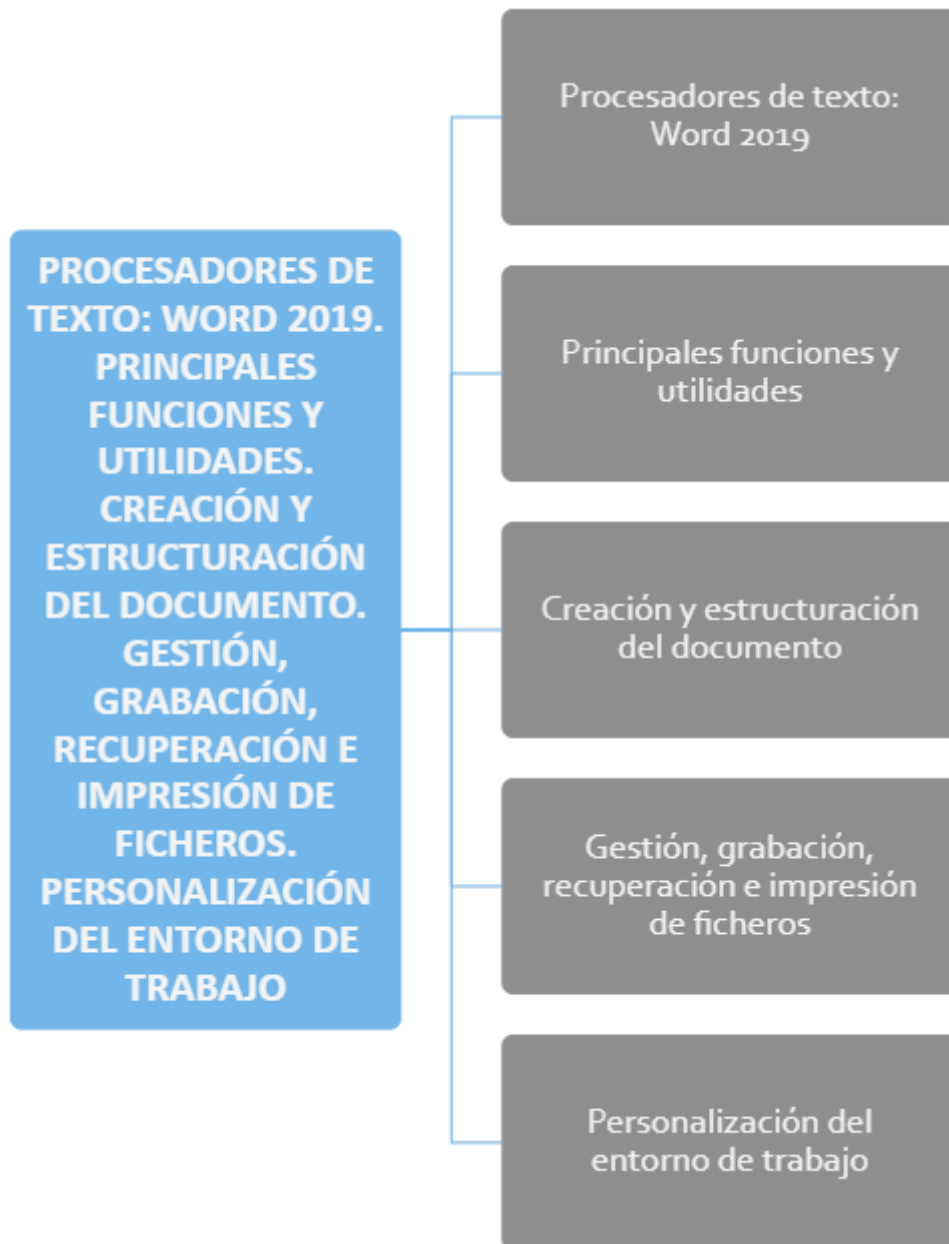 PROCESADORES DE
TEXTO: WORD 2019.
PRINCIPALES
FUNCIONES Y
UTILIDADES.
CREACIÓN Y
ESTRUCTURACIÓN
DEL DOCUMENTO.
GESTIÓN,
GRABACIÓN,
RECUPERACIÓN E
IMPRESIÓN DE
FICHEROS.
PERSONALIZACIÓN
DEL ENTORNO DE
TRABAJO
Procesadores de texto:
Word 2019
Principales funciones y
utilidades
Creación y estructuración
del documento
Gestión, grabación,
recuperación e impresión
de ficheros
Personalización del
entorno de trabajo